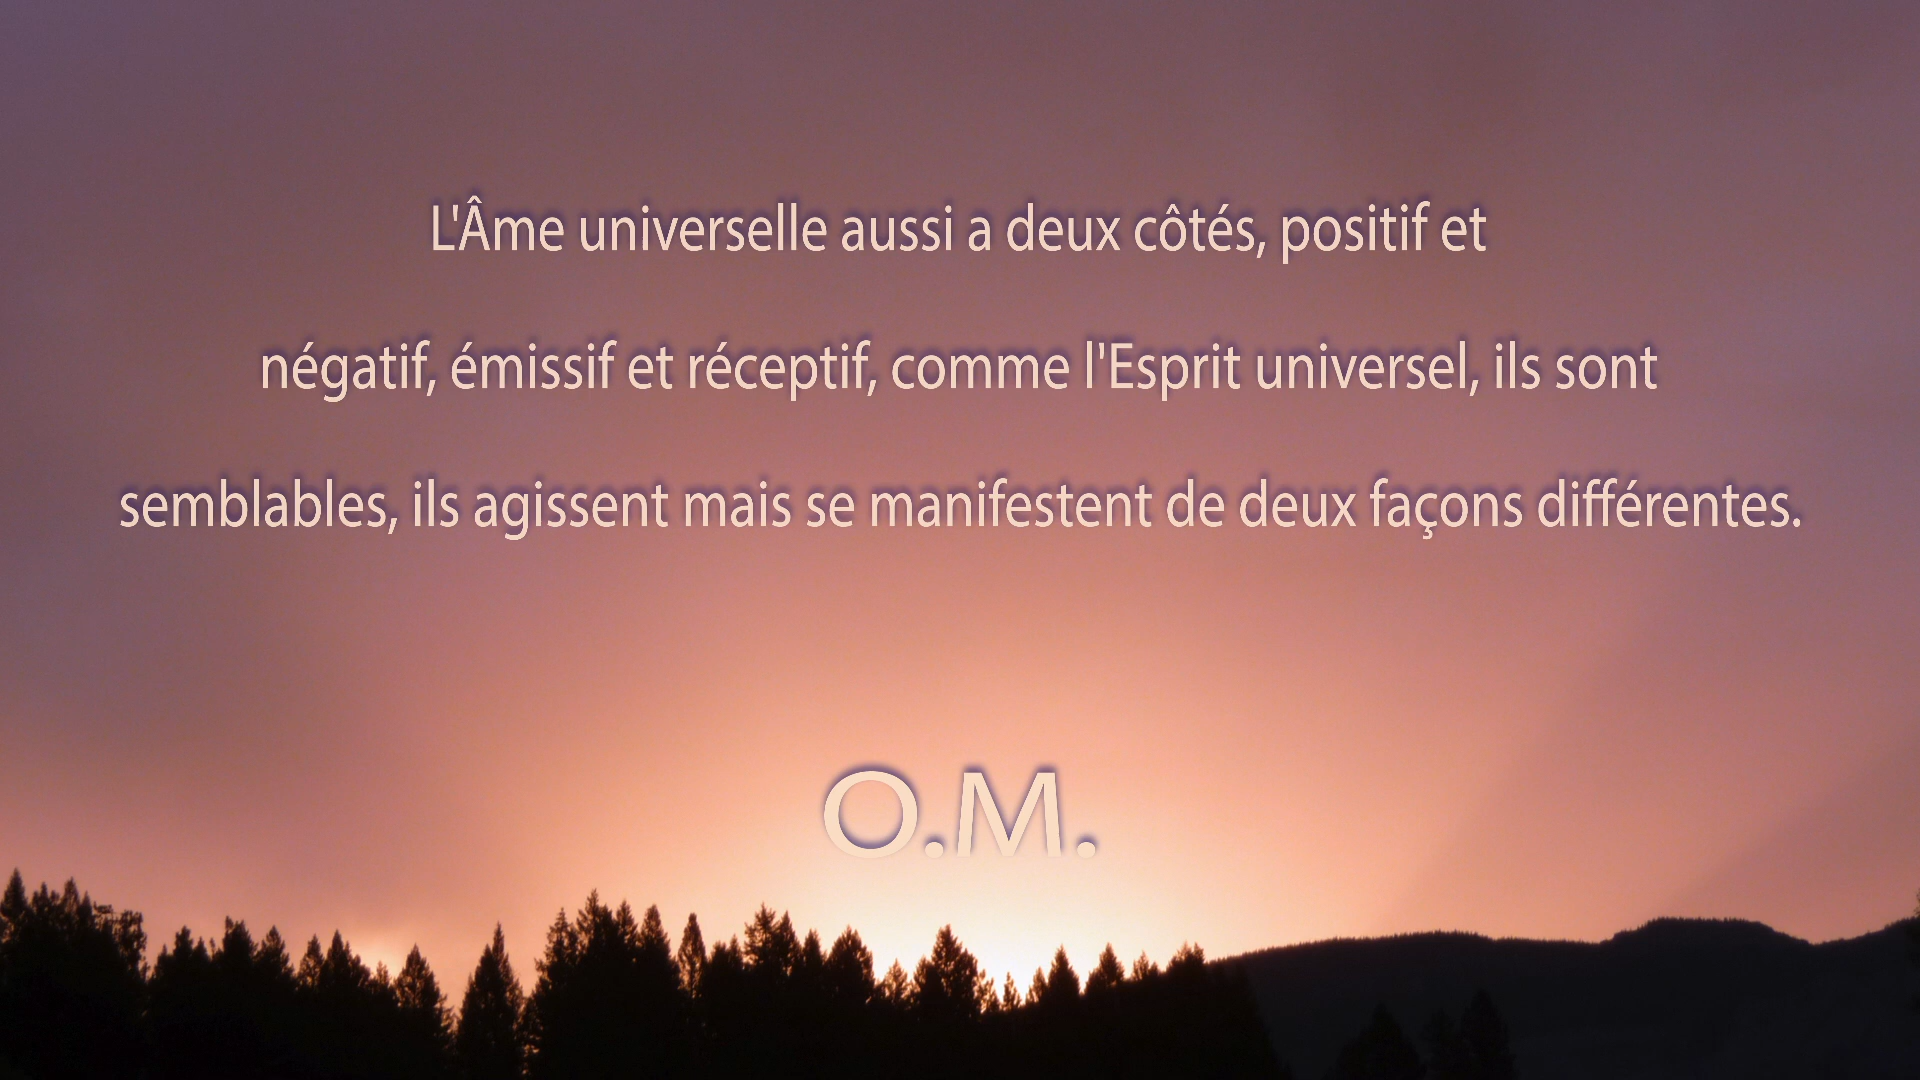 L'Âme universelle aussi a deux côtés, positif et
négatif, émissif et réceptif, comme l'Esprit universel, ils sont
semblables, ils agissent mais se manifestent de deux façons différentes.
O.M.